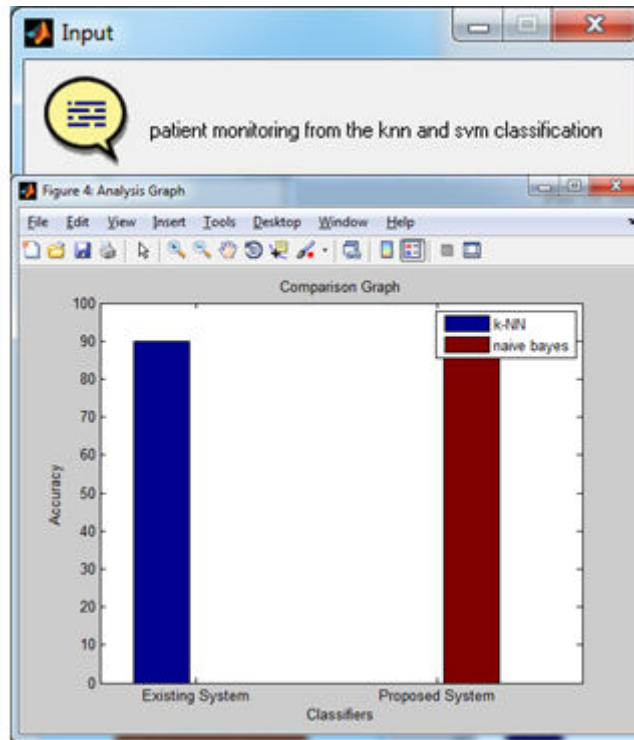 Input
patient monitoring from the knn and svm classification
Figure 4: Analysis Graph
File Edit View Insert Tools Desktop Window Help
Comparison Graph
k-NN
naive bayes
100
90
80
70
60
50
40
30
20
10
0
Accuracy
Existing System Proposed System
Classifiers